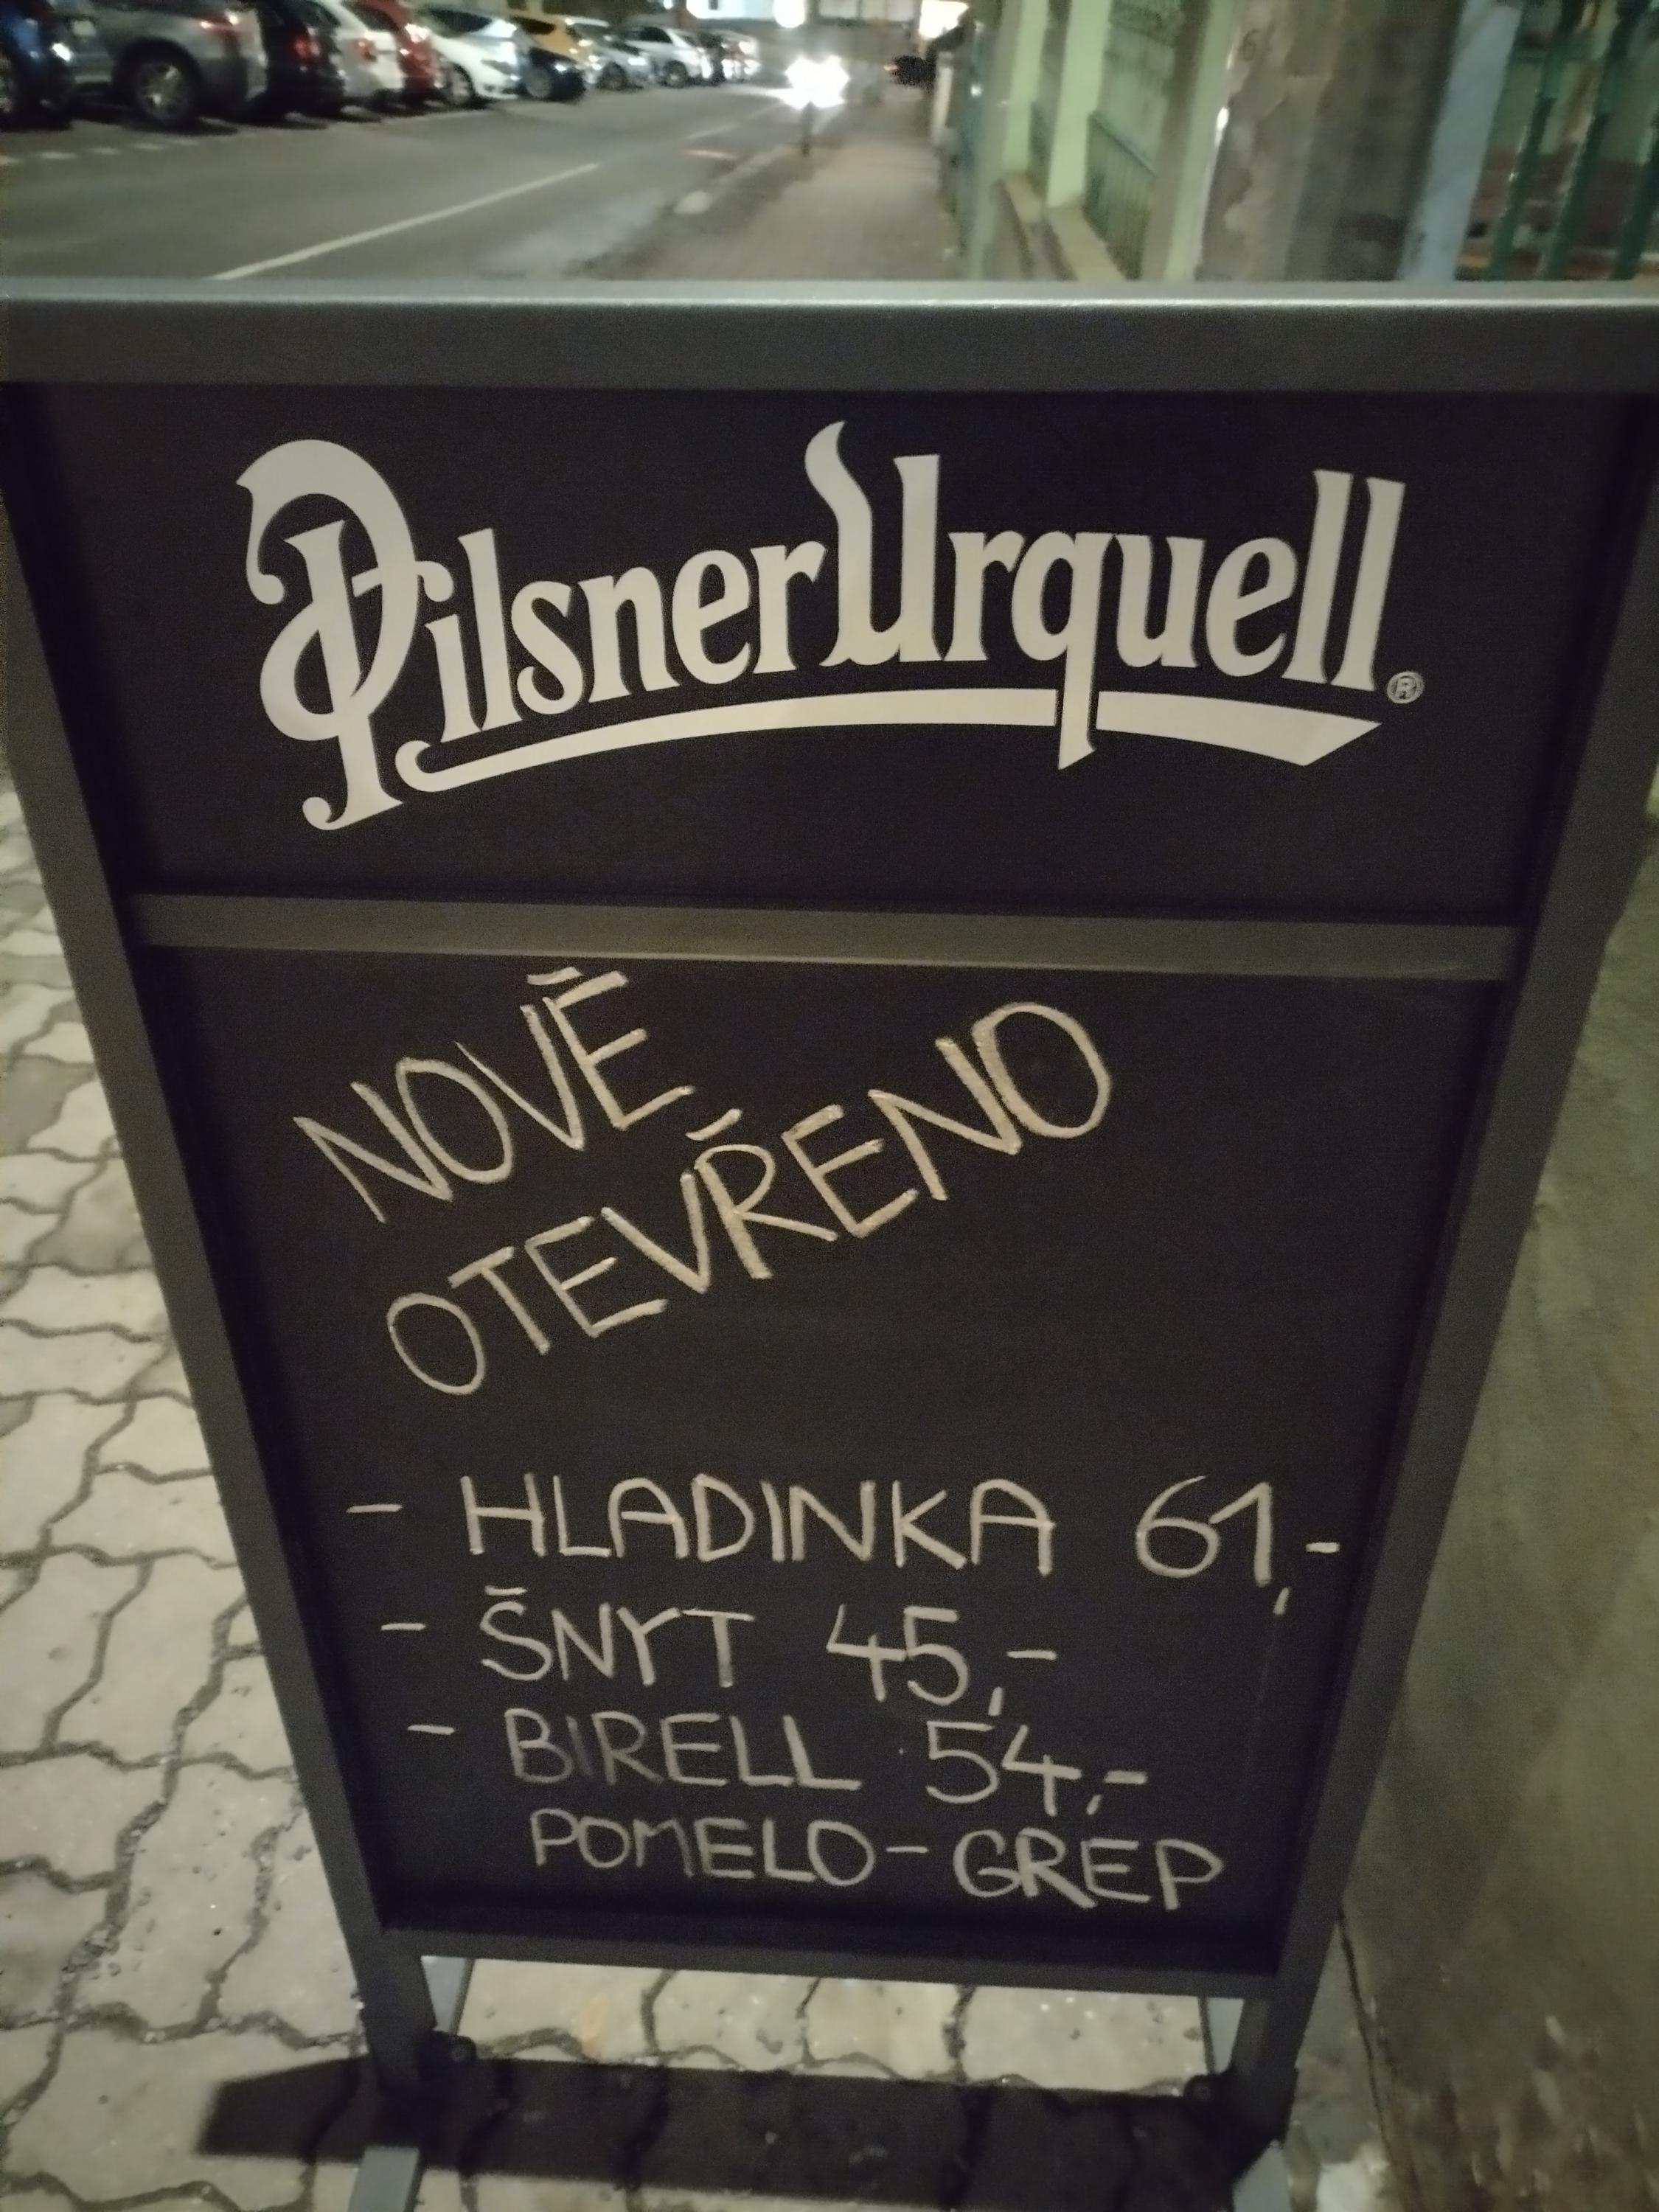 Pilsner Urquell®
NOVĚ
OTEVŘENO
- HLADINKA 61,-
- ŠNYT 45,-
- BIRELL 54,-
POMELO-GREP